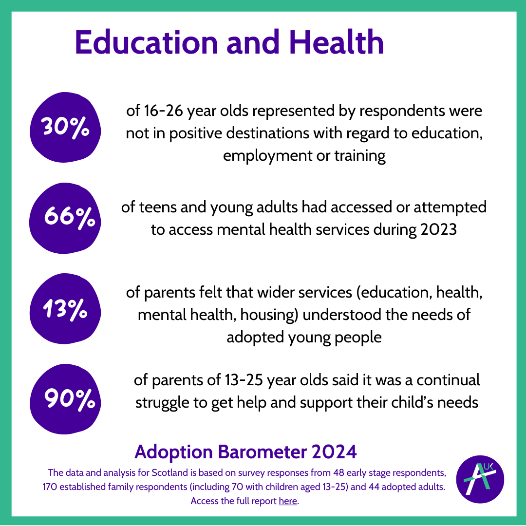 Education and Health
30%
of 16-26 year olds represented by respondents were
not in positive destinations with regard to education,
employment or training
66%
of teens and young adults had accessed or attempted
to access mental health services during 2023
13%
of parents felt that wider services (education, health,
mental health, housing) understood the needs of
adopted young people
90%
of parents of 13-25 year olds said it was a continual
struggle to get help and support their child's needs
Adoption Barometer 2024
The data and analysis for Scotland is based on survey responses from 48 early stage respondents,
170 established family respondents (including 70 with children aged 13-25) and 44 adopted adults.
Access the full report here.
AUK